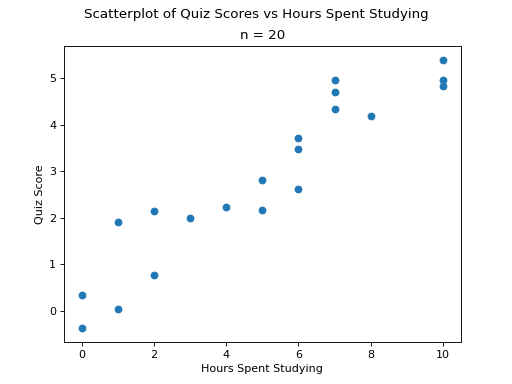 Scatterplot of Quiz Scores vs Hours Spent Studying
n = 20
Quiz Score
5
4
3
2
1
0
0 2 4 6 8 10
Hours Spent Studying